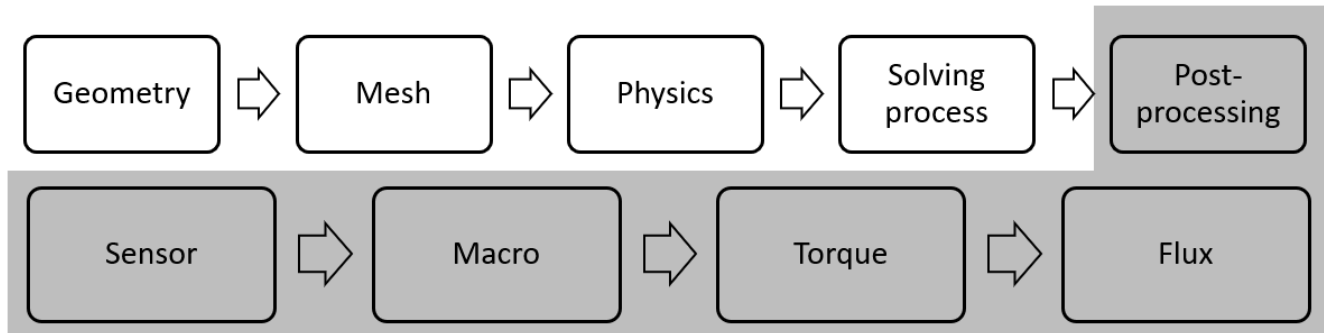 Geometry
Mesh
Physics
Solving
process
Post-
processing
Sensor
Macro
Torque
Flux